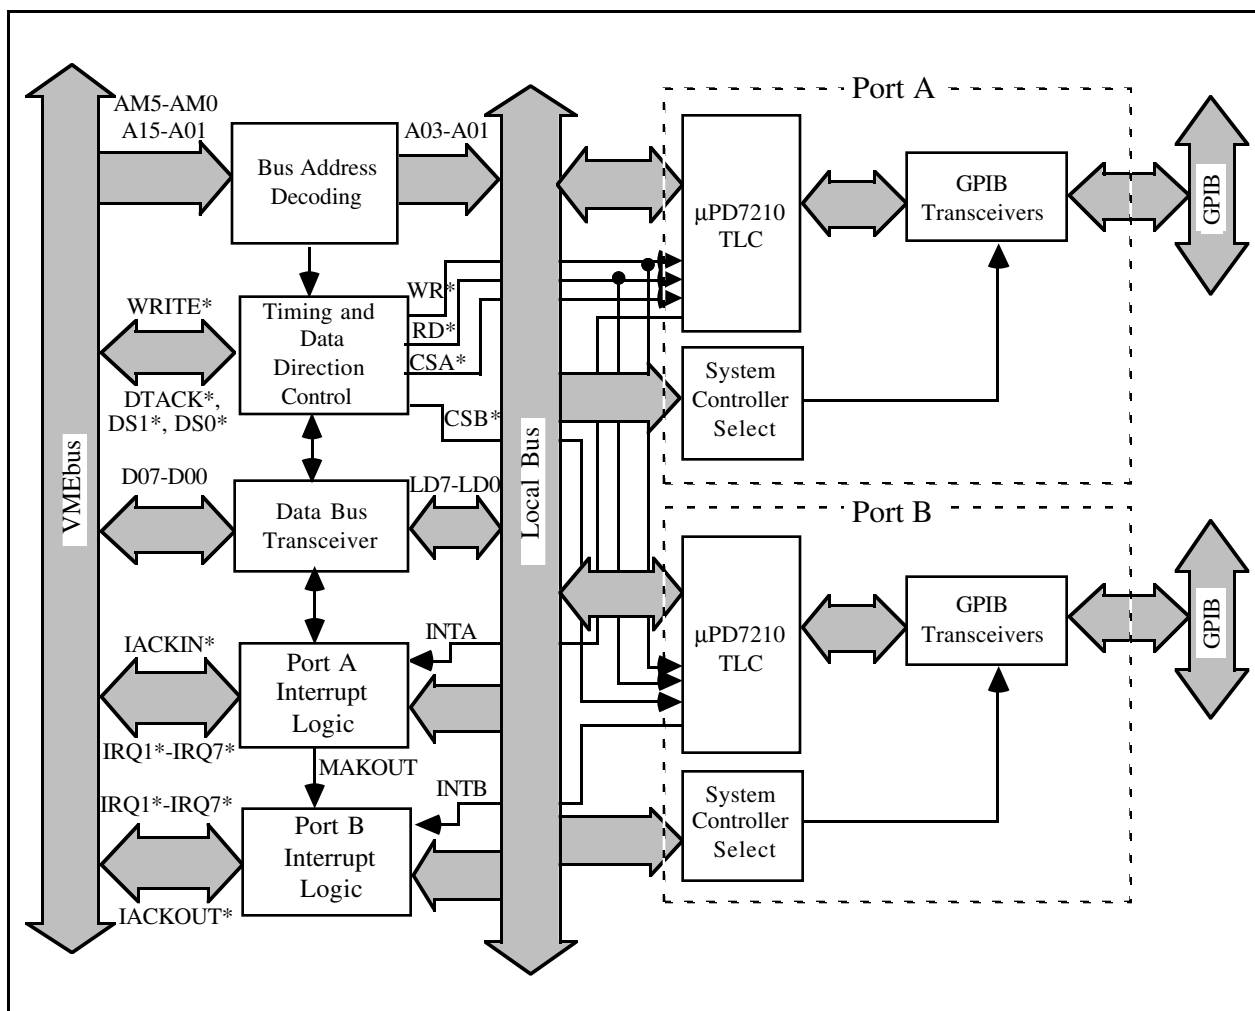 Port A
AM5-AM0
A15-A01
A03-A01
Bus Address
Decoding
µPD7210
TLC
GPIB
Transceivers
GPIB
WR*
RD*
CSA*
CSB*
WRITE*
Timing and
Data
Direction
Control
DTACK*,
DS1*, DS0*
System
Controller
Select
VMEbus
Local Bus
D07-D00
LD7-LD0
Data Bus
Transceiver
Port B
µPD7210
TLC
GPIB
Transceivers
GPIB
INTA
IACKIN*
Port A
Interrupt
Logic
IRQ1*-IRQ7*
MAKOUT
IRQ1*-IRQ7*
INTB
Port B
Interrupt
Logic
IACKOUT*
System
Controller
Select